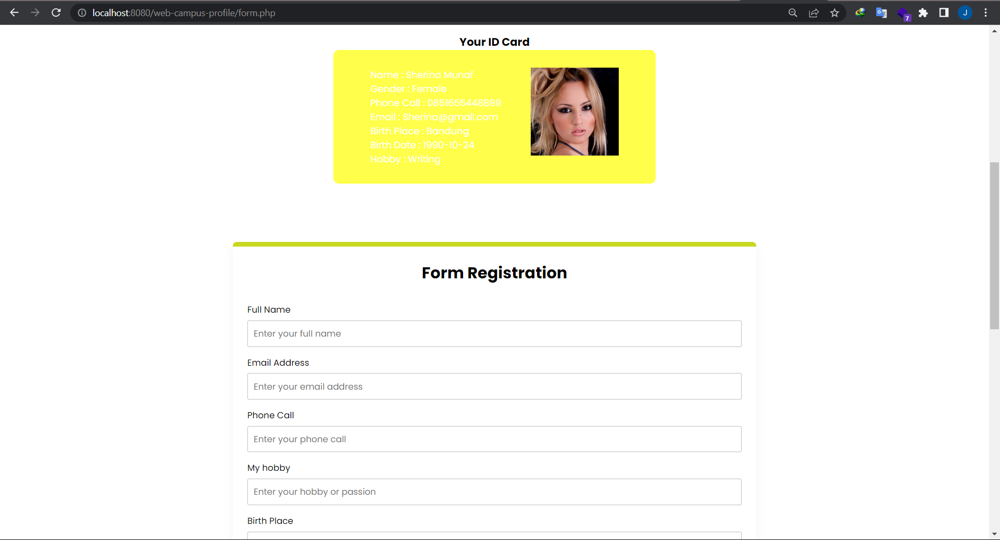 localhost:8080/web-campus-profile/form.php
7
J
Your ID Card
Name : Sherina Munaf
Gender : Female
Phone Call : 0851655448899
Email : Sherina@gmail.com
Birth Place : Bandung
Birth Date : 1990-10-24
Hobby : Writing
Form Registration
Full Name
Enter your full name
Email Address
Enter your email address
Phone Call
Enter your phone call
My hobby
Enter your hobby or passion
Birth Place